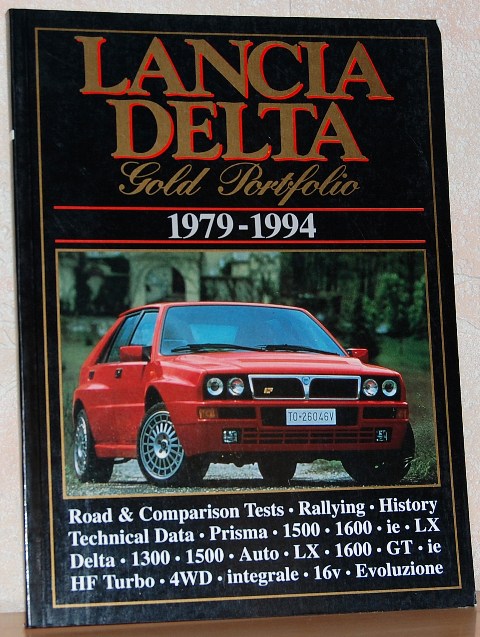 LANCIA
DELTA
Gold Portfolio
1979-1994
TO·26046V
Road & Comparison Tests · Rallying · History
Technical Data · Prisma · 1500 · 1600 · ie · LX
Delta · 1300 · 1500 · Auto · LX · 1600 · GT · ie
HF Turbo · 4WD · integrale · 16v · Evoluzione